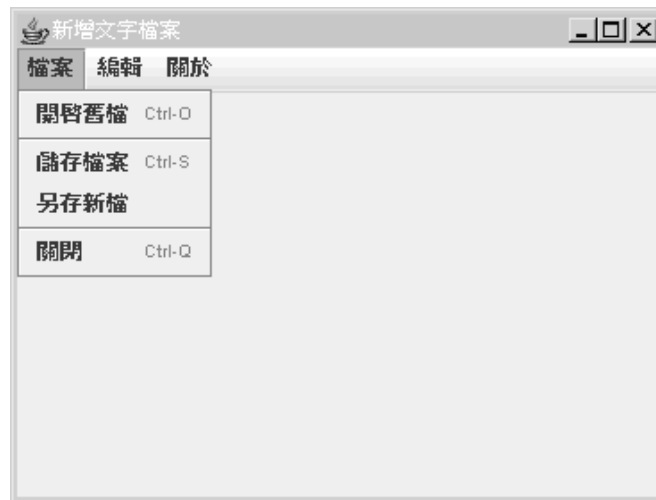 新增文字檔案
檔案 編輯 關於
開啓舊檔 Ctrl-O
儲存檔案 Ctrl-S
另存新檔
關閉 Ctrl-Q